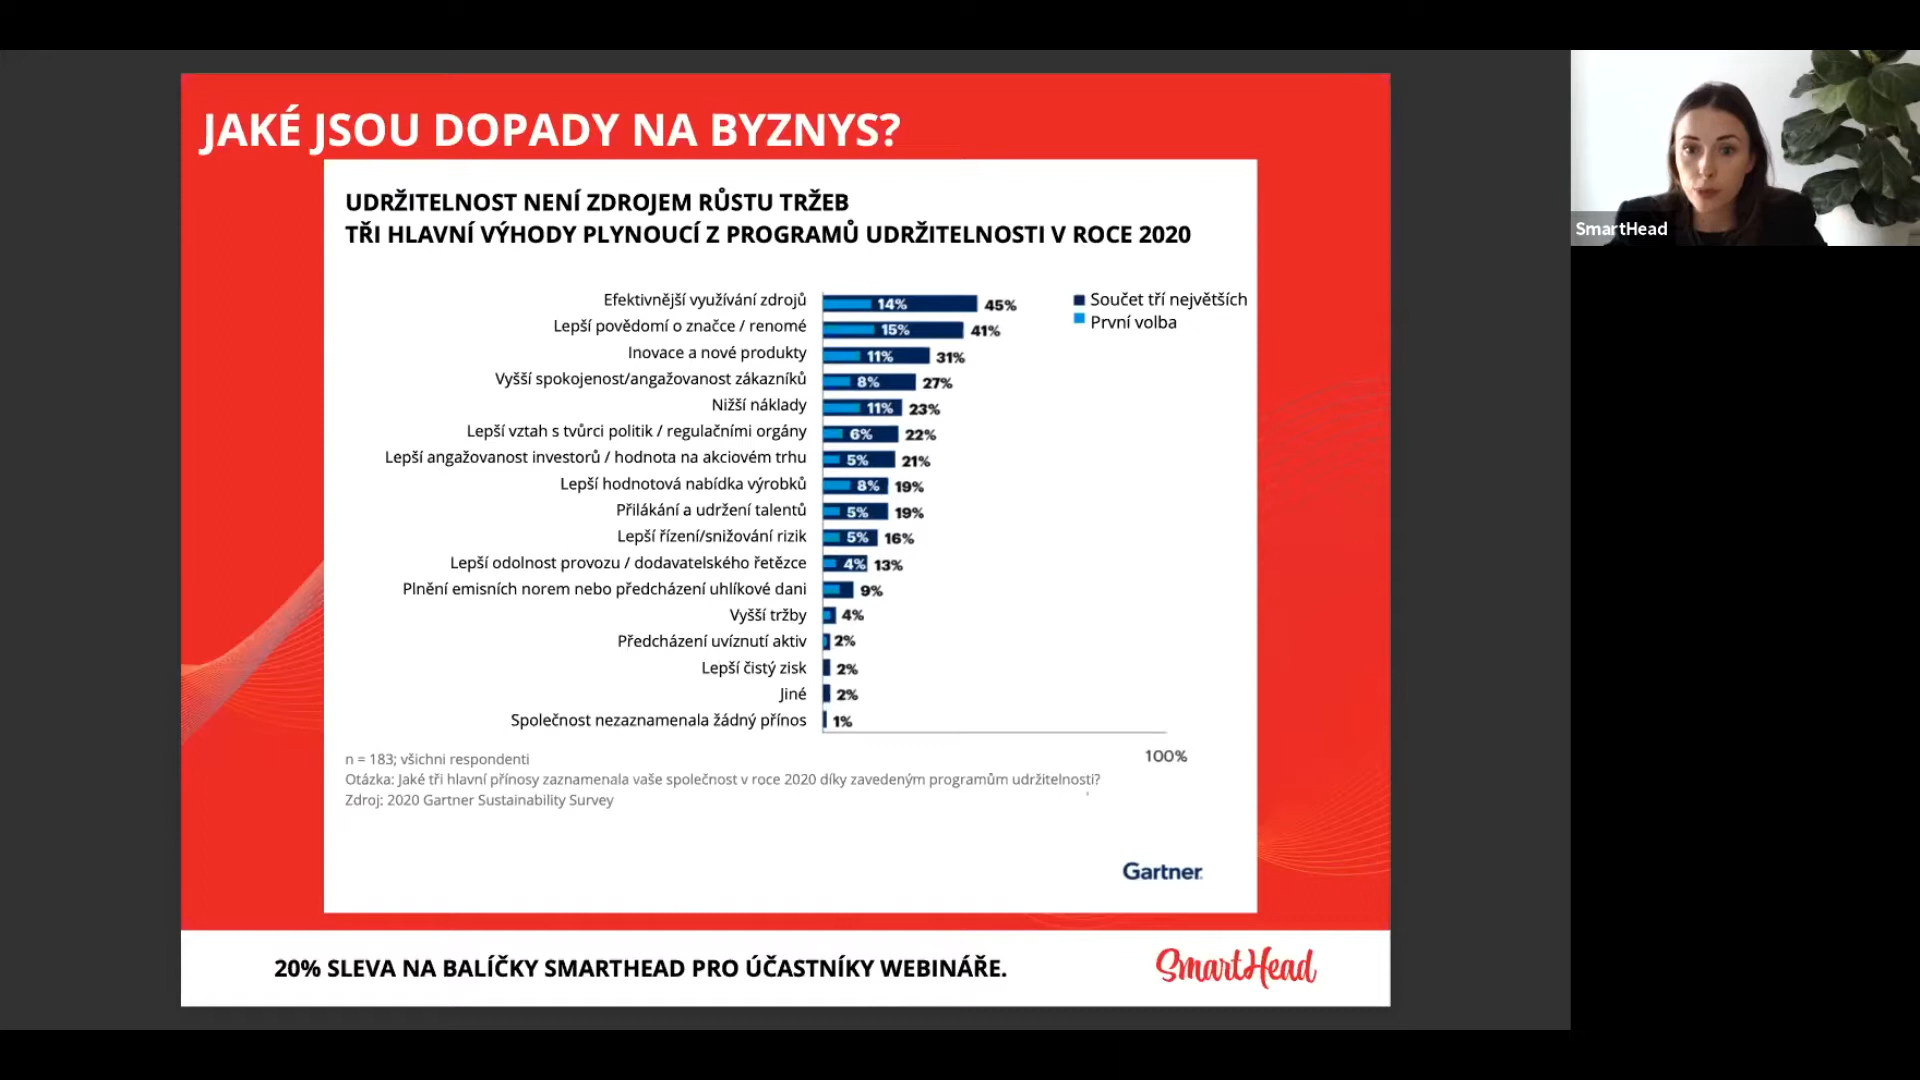 JAKÉ JSOU DOPADY NA BYZNYS?
SmartHead
UDRŽITELNOST NENÍ ZDROJEM RŮSTU TRŽEB
TŘI HLAVNÍ VÝHODY PLYNOUCÍ Z PROGRAMŮ UDRŽITELNOSTI V ROCE 2020
Součet tří největších
První volba
Efektivnější využívání zdrojů 14% 45%
Lepší povědomí o značce / renomé 15% 41%
Inovace a nové produkty 11% 31%
Vyšší spokojenost/angažovanost zákazníků 8% 27%
Nižší náklady 11% 23%
Lepší vztah s tvůrci politik / regulačními orgány 6% 22%
Lepší angažovanost investorů / hodnota na akciovém trhu 5% 21%
Lepší hodnotová nabídka výrobků 8% 19%
Přilákání a udržení talentů 5% 19%
Lepší řízení/snižování rizik 5% 16%
Lepší odolnost provozu / dodavatelského řetězce 4% 13%
Plnění emisních norem nebo předcházení uhlíkové dani 9%
Vyšší tržby 4%
Předcházení uvíznutí aktiv 2%
Lepší čistý zisk 2%
Jiné 2%
Společnost nezaznamenala žádný přínos 1%
100%
n = 183; všichni respondenti
Otázka: Jaké tři hlavní přínosy zaznamenala vaše společnost v roce 2020 díky zavedeným programům udržitelnosti?
Zdroj: 2020 Gartner Sustainability Survey
Gartner
20% SLEVA NA BALÍČKY SMARTHEAD PRO ÚČASTNÍKY WEBINÁŘE.
SmartHead